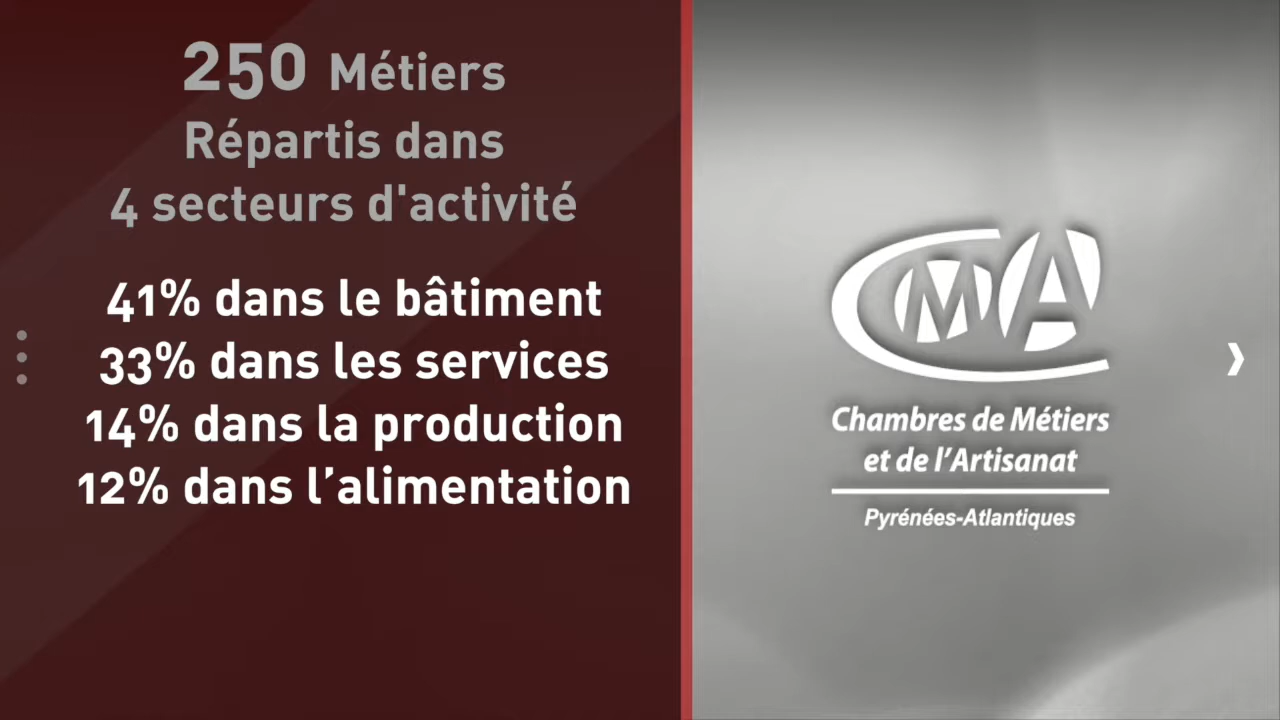 250 Métiers
Répartis dans
4 secteurs d'activité
41% dans le bâtiment
33% dans les services
14% dans la production
12% dans l’alimentation
CMA
Chambres de Métiers
et de l’Artisanat
Pyrénées-Atlantiques